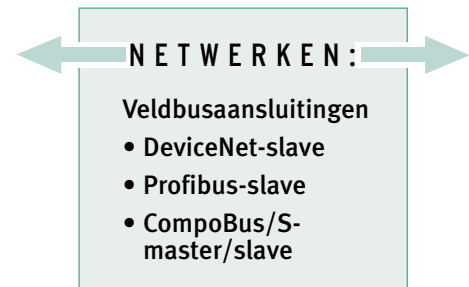 NETWERKEN:
Veldbusaansluitingen
• DeviceNet-slave
• Profibus-slave
• CompoBus/S-
master/slave